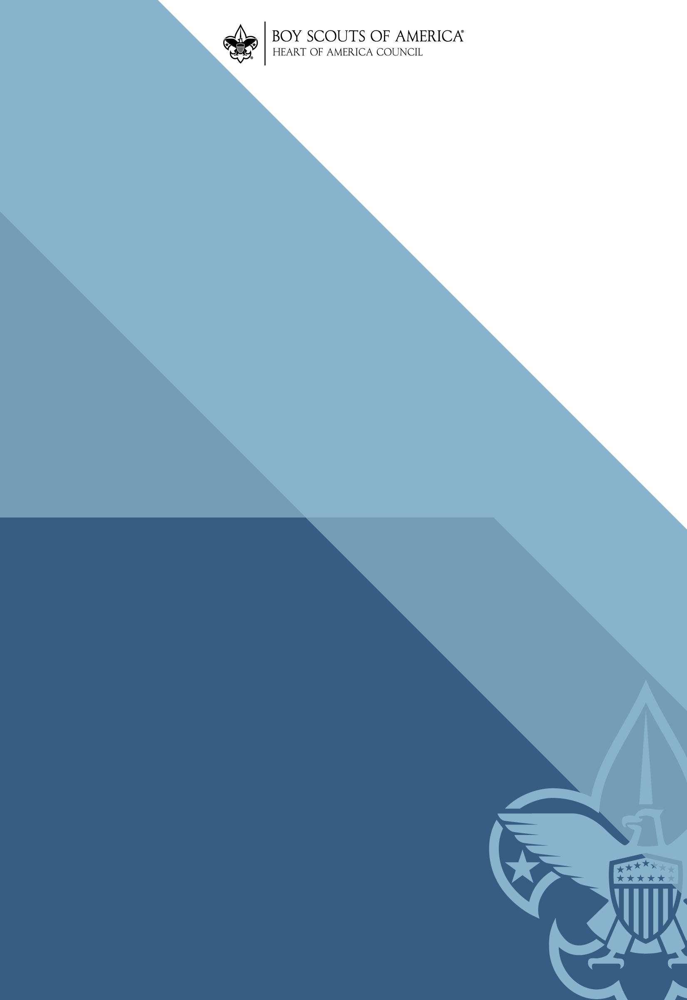 BOY SCOUTS OF AMERICA®
HEART OF AMERICA COUNCIL
®